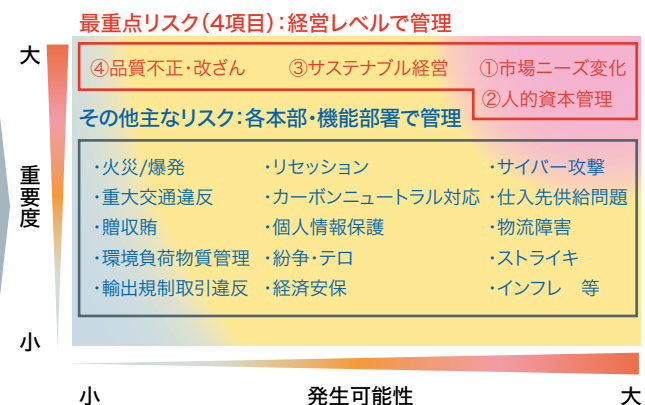 最重点リスク（4項目）：経営レベルで管理
大
④品質不正・改ざん ③サステナブル経営 ①市場ニーズ変化
②人的資本管理
その他主なリスク：各本部・機能部署で管理
・火災/爆発 ・リセッション ・サイバー攻撃
・重大交通違反 ・カーボンニュートラル対応 ・仕入先供給問題
・贈収賄 ・個人情報保護 ・物流障害
・環境負荷物質管理 ・紛争・テロ ・ストライキ
・輸出規制取引違反 ・経済安保 ・インフレ　等
重要度
小
小 発生可能性 大